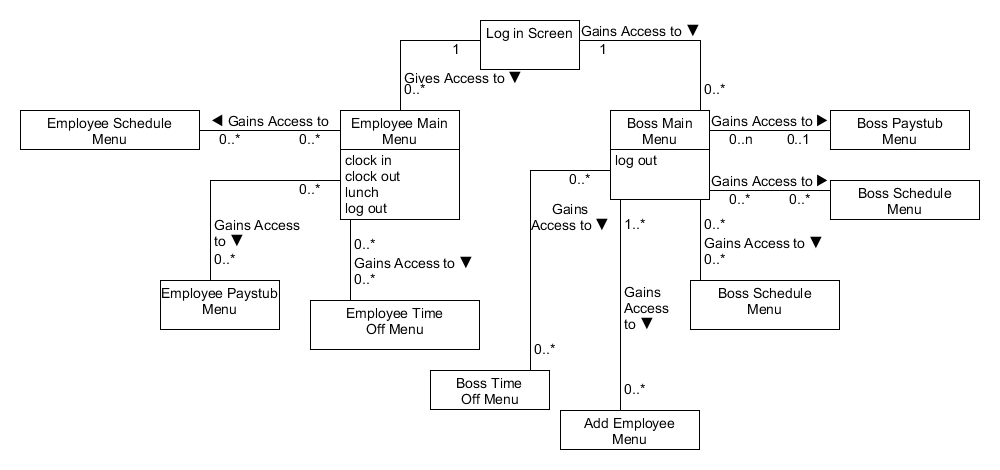 Log in Screen
Gains Access to ▼
1
1
Gives Access to ▼
0..*
0..*
Employee Schedule
Menu
◀ Gains Access to
0..*
0..*
Employee Main
Menu
clock in
clock out
lunch
log out
Boss Main
Menu
log out
Gains Access to ▶
0..n
0..1
Boss Paystub
Menu
Gains Access to ▶
0..*
0..*
Boss Schedule
Menu
0..*
Gains Access
to ▼
0..*
Employee Paystub
Menu
0..*
Gains Access to ▼
0..*
Employee Time
Off Menu
0..*
Gains
Access to ▼
0..*
Boss Time
Off Menu
1..*
Gains
Access
to ▼
0..*
Add Employee
Menu
0..*
Gains Access to ▼
0..*
Boss Schedule
Menu